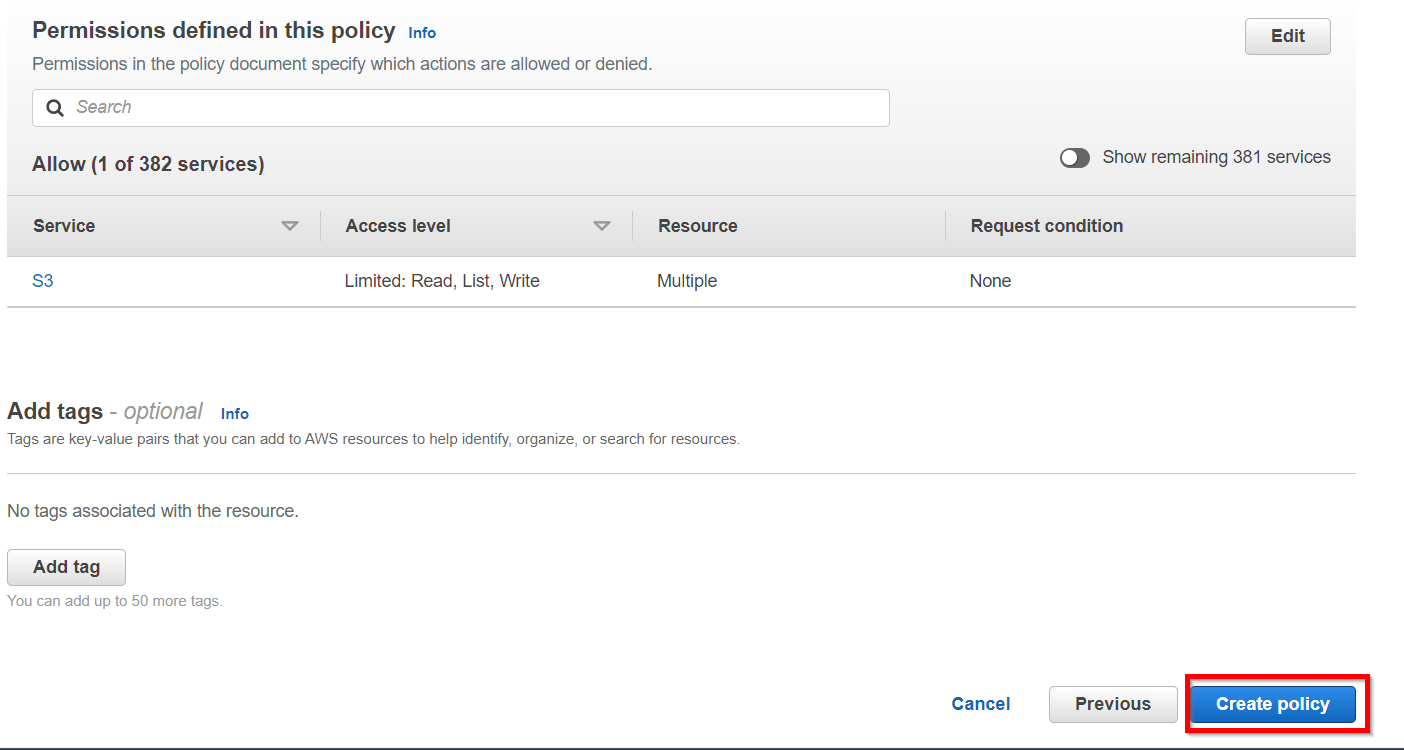 Permissions defined in this policy Info
Edit
Permissions in the policy document specify which actions are allowed or denied.
Search
Allow (1 of 382 services)
Show remaining 381 services
Service Access level Resource Request condition
S3 Limited: Read, List, Write Multiple None
Add tags - optional Info
Tags are key-value pairs that you can add to AWS resources to help identify, organize, or search for resources.
No tags associated with the resource.
Add tag
You can add up to 50 more tags.
Cancel Previous Create policy